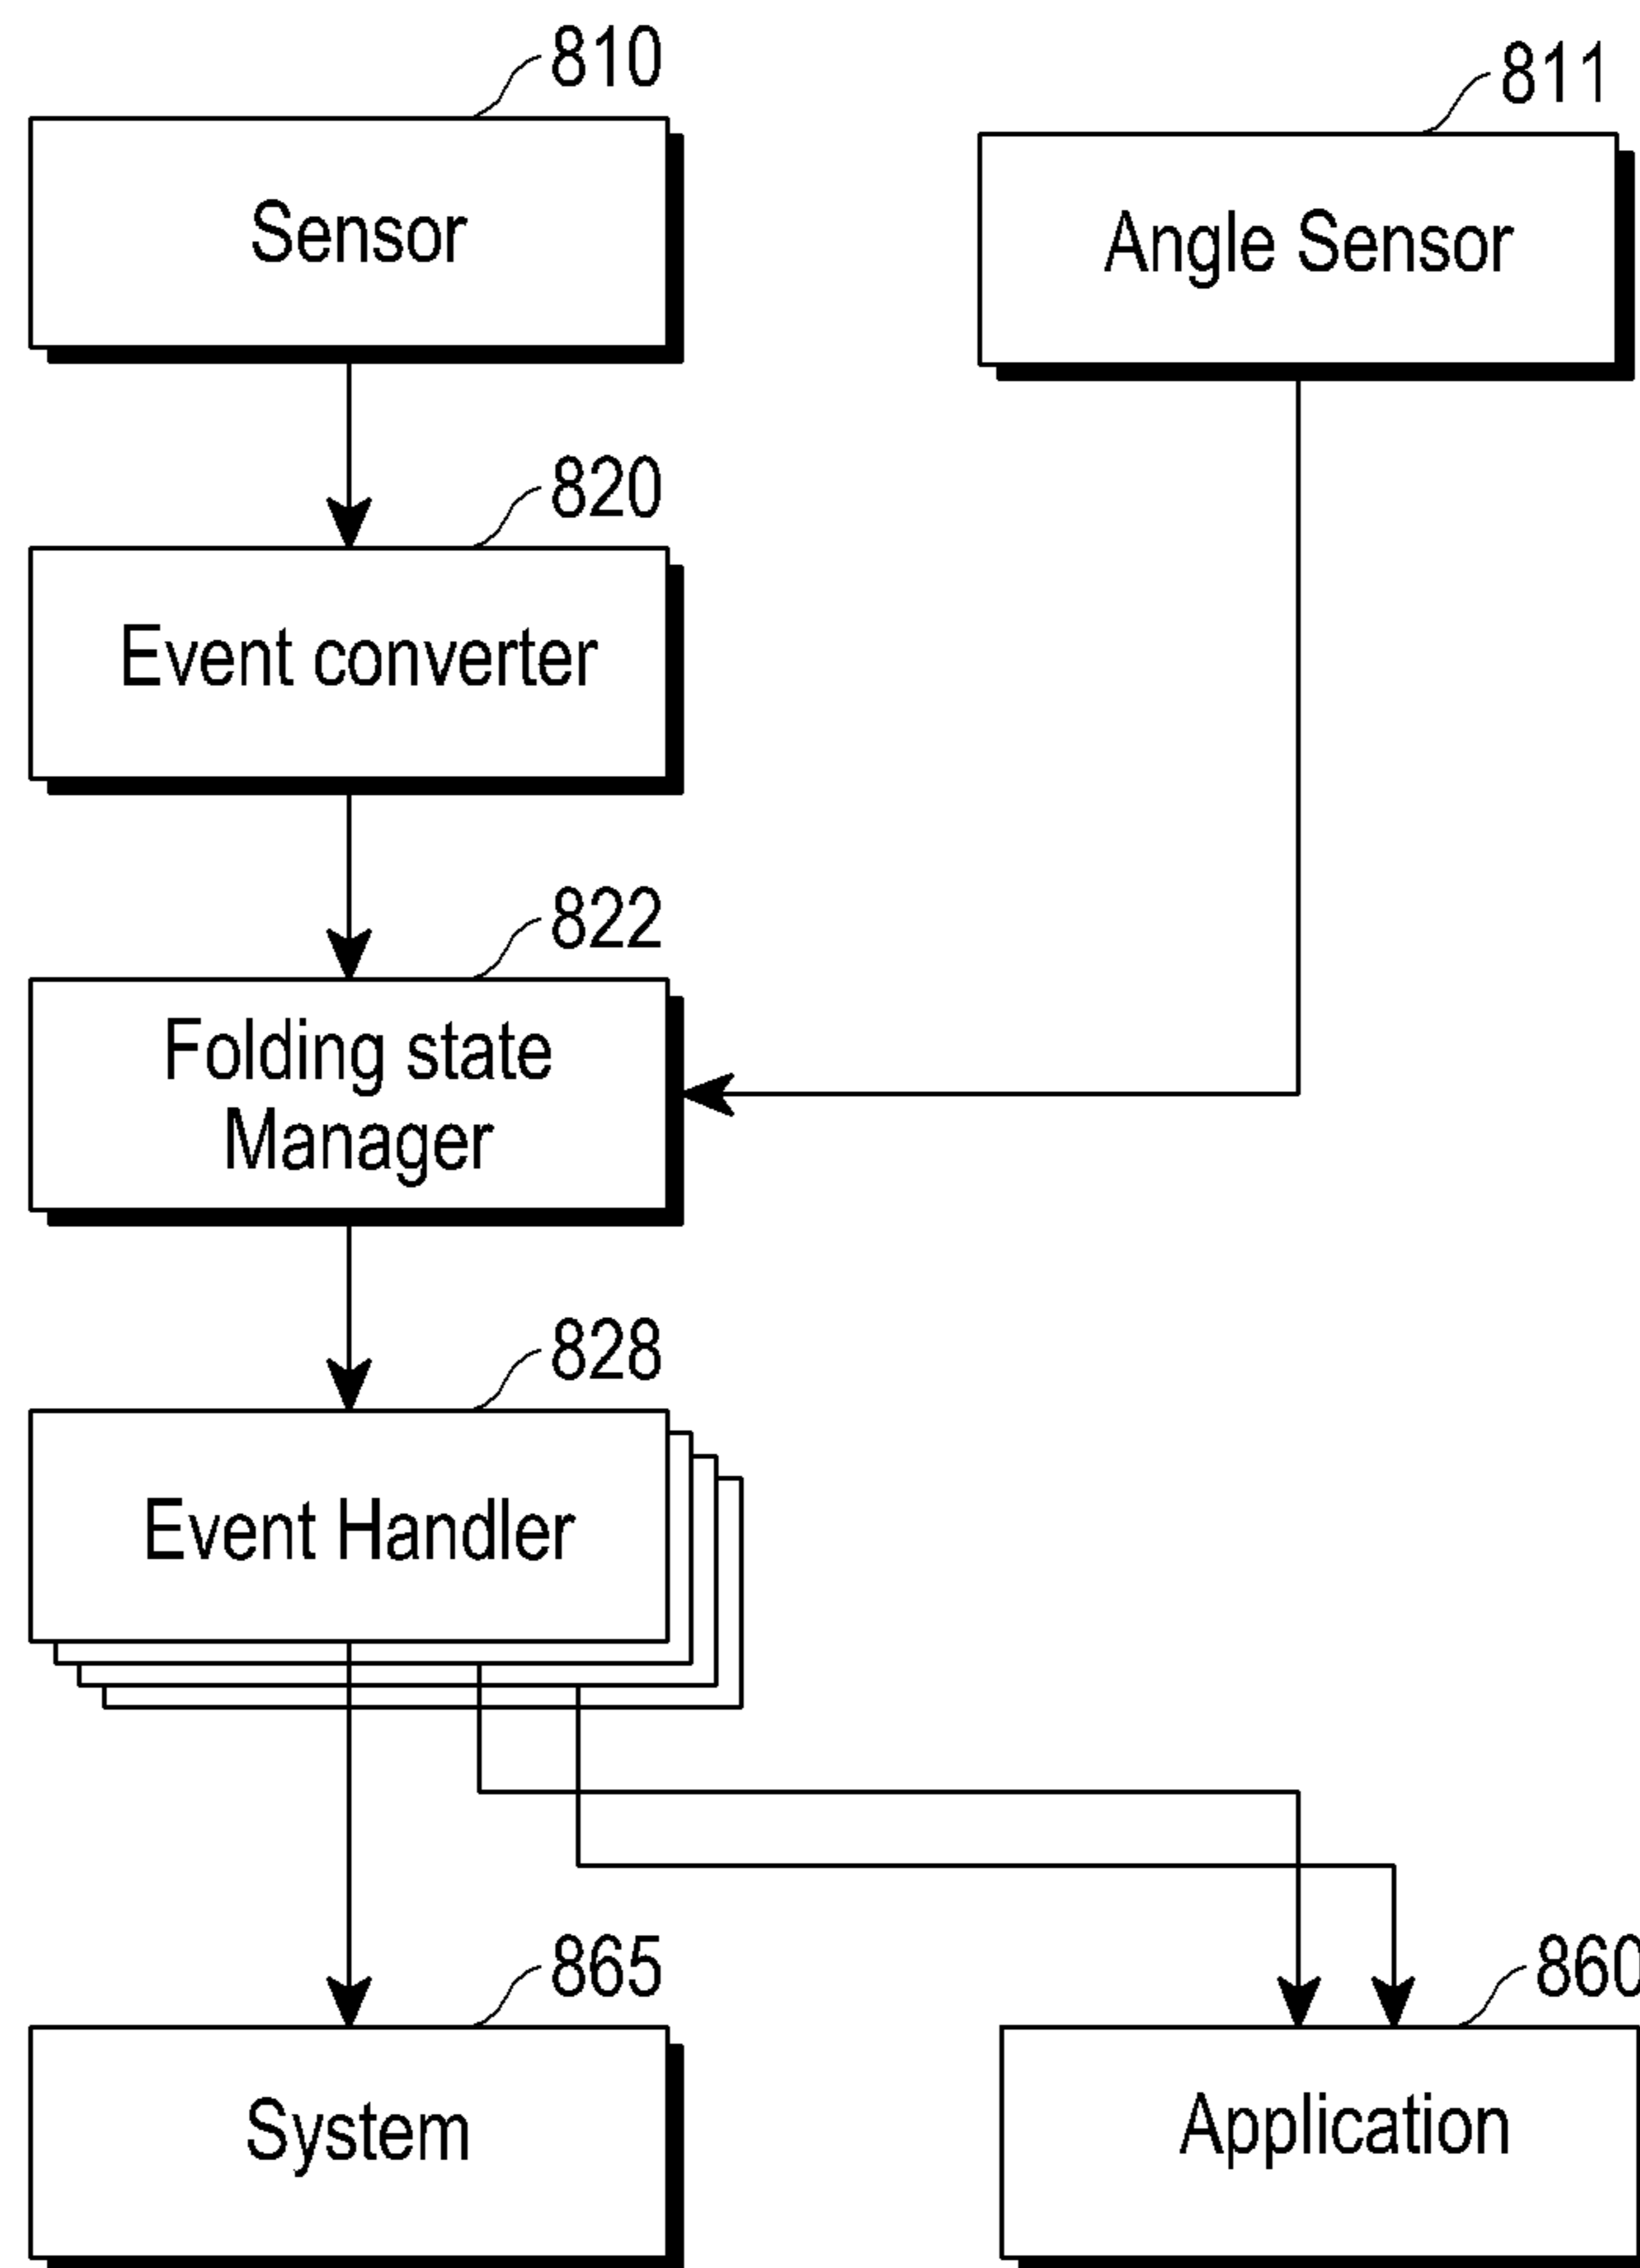 810
811
Sensor
Angle Sensor
820
Event converter
822
Folding state
Manager
828
Event Handler
865
860
System
Application